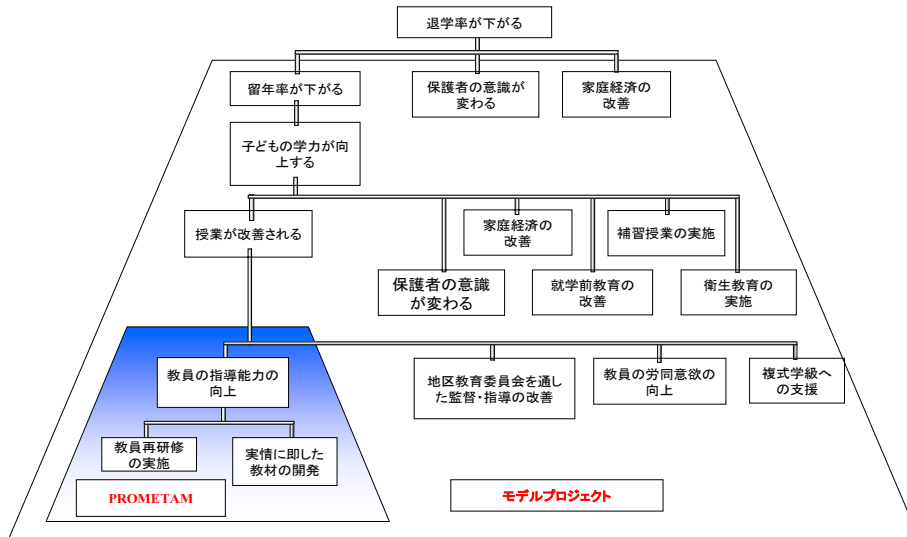 退学率が下がる
留年率が下がる
保護者の意識が
変わる
家庭経済の
改善
子どもの学力が向
上する
授業が改善される
家庭経済の
改善
補習授業の実施
保護者の意識
が変わる
就学前教育の
改善
衛生教育の
実施
教員の指導能力の
向上
地区教育委員会を通し
た監督・指導の改善
教員の労同意欲の
向上
複式学級へ
の支援
教員再研修
の実施
実情に即した
教材の開発
PROMETAM
モデルプロジェクト